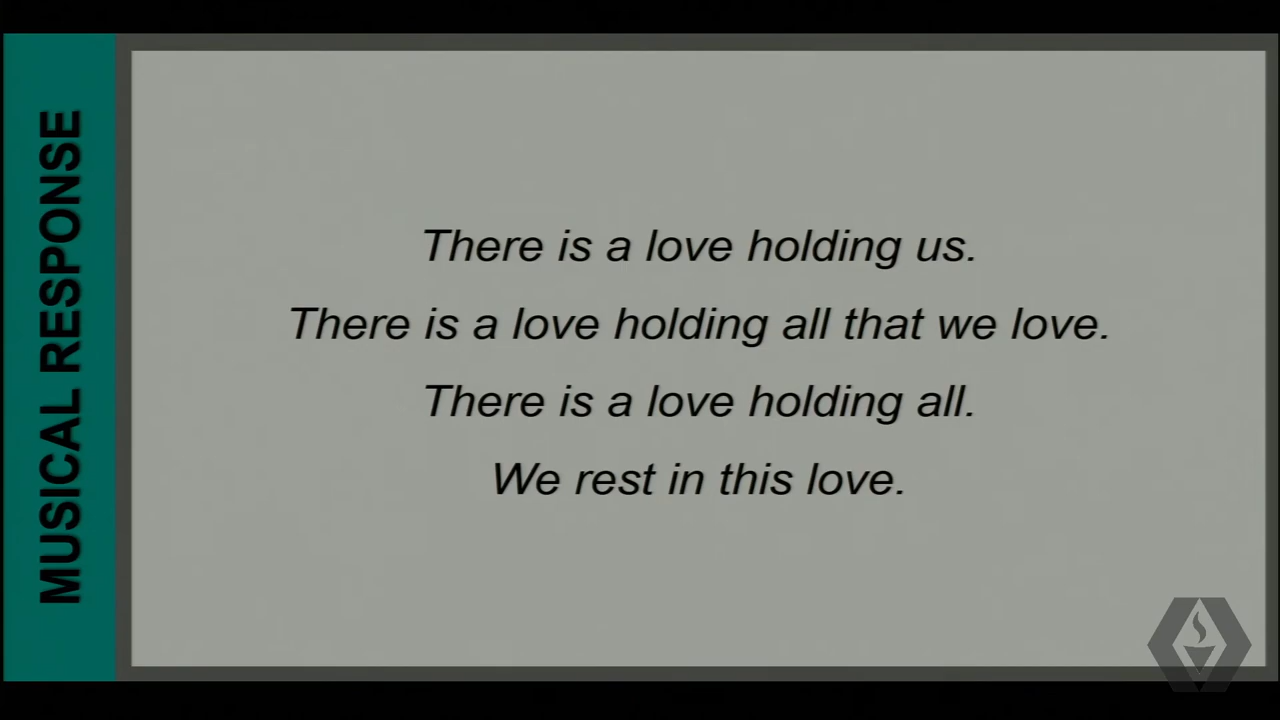 MUSICAL RESPONSE
There is a love holding us.
There is a love holding all that we love.
There is a love holding all.
We rest in this love.